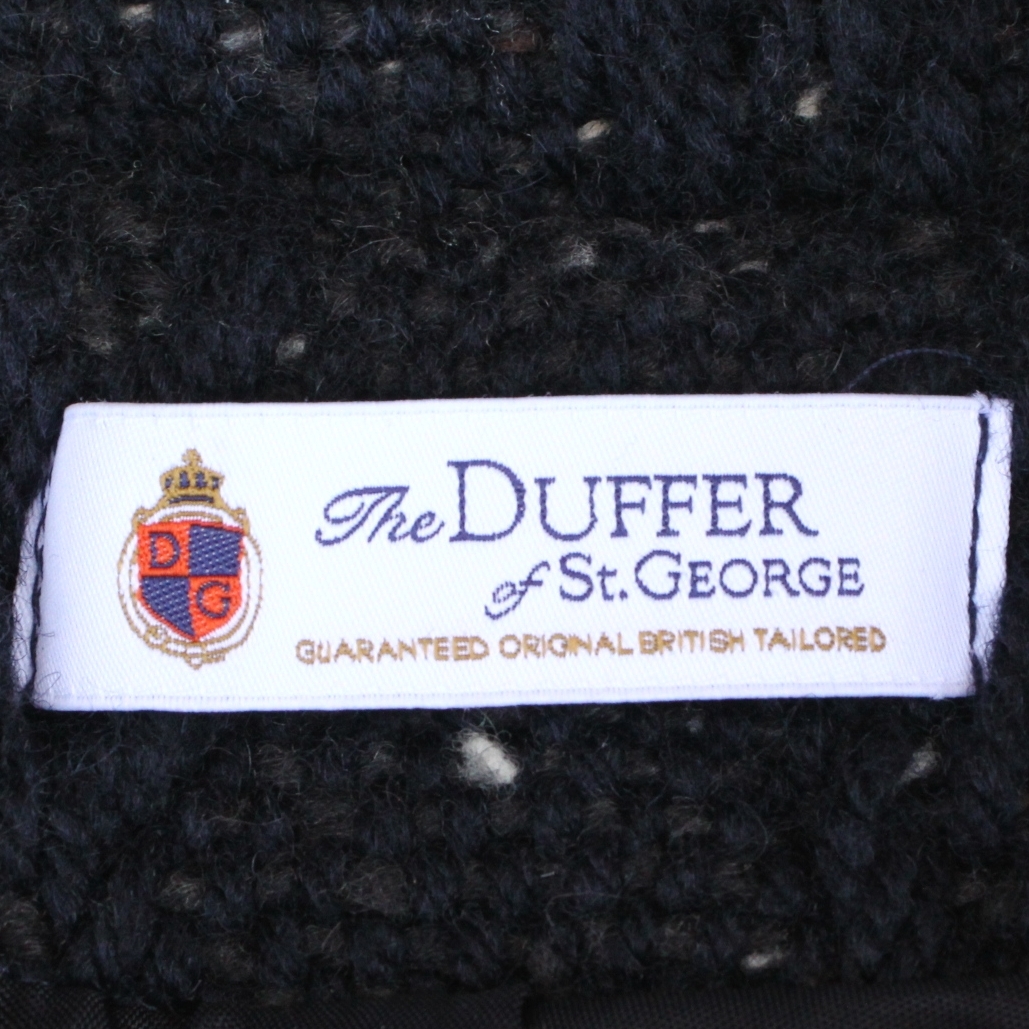 D
G
The DUFFER
of St. GEORGE
GUARANTEED ORIGINAL BRITISH TAILORED